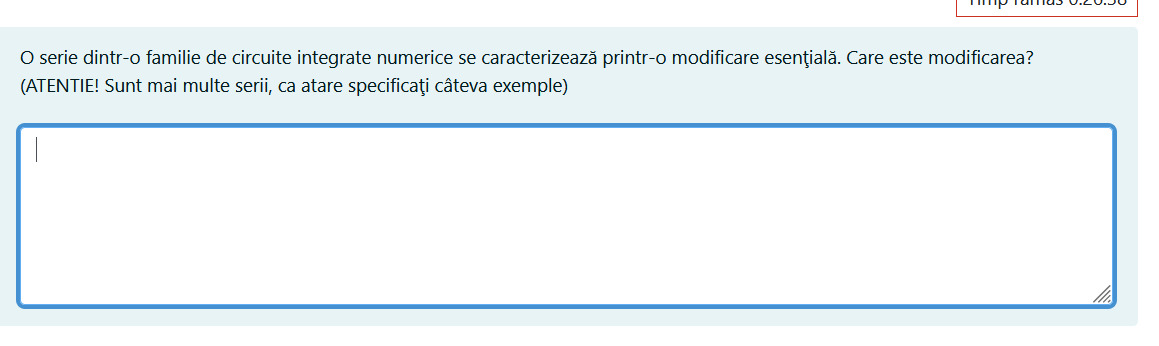 Timp rămas 0:26:38
O serie dintr-o familie de circuite integrate numerice se caracterizează printr-o modificare esenţială. Care este modificarea?
(ATENTIE! Sunt mai multe serii, ca atare specificaţi câteva exemple)